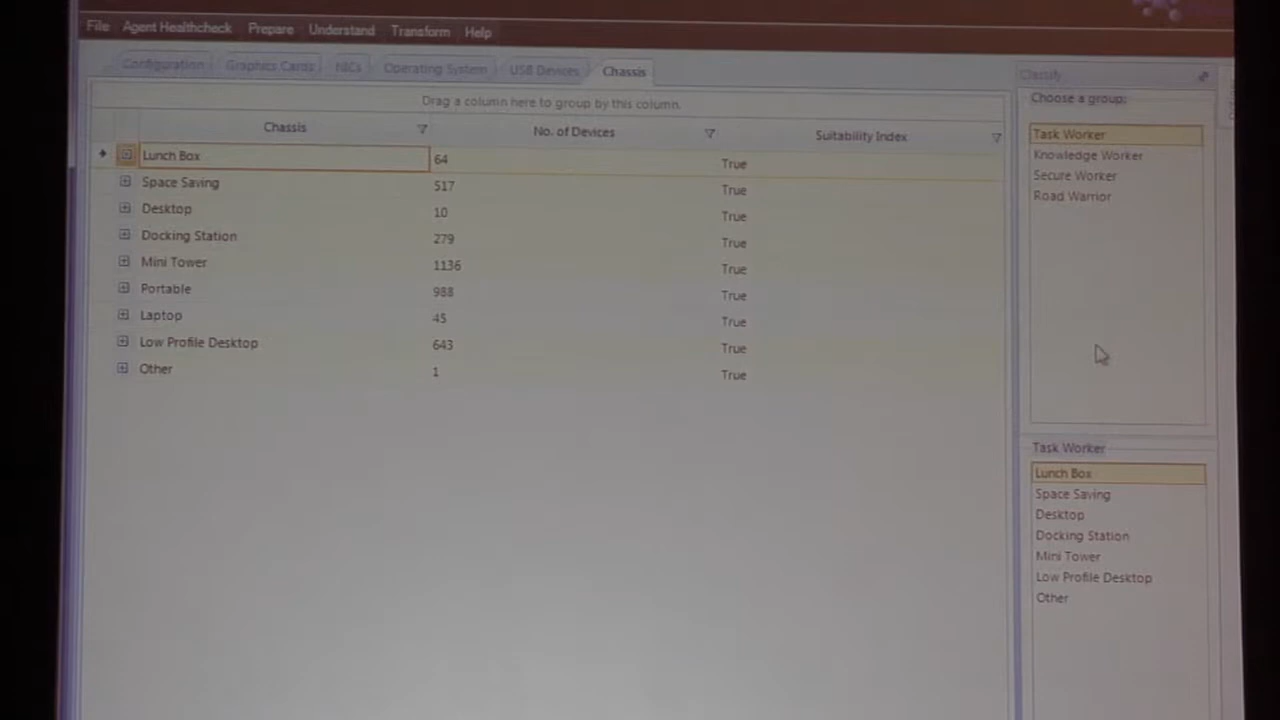 File Agent Healthcheck Prepare Understand Transform Help
Configuration Graphics Cards NICs Operating System USB Devices Chassis
Drag a column here to group by this column.
Chassis No. of Devices Suitability Index
Lunch Box 64 True
Space Saving 517 True
Desktop 10 True
Docking Station 279 True
Mini Tower 1136 True
Portable 988 True
Laptop 45 True
Low Profile Desktop 643 True
Other 1 True
Classify
Choose a group:
Task Worker
Knowledge Worker
Secure Worker
Road Warrior
Task Worker
Lunch Box
Space Saving
Desktop
Docking Station
Mini Tower
Low Profile Desktop
Other